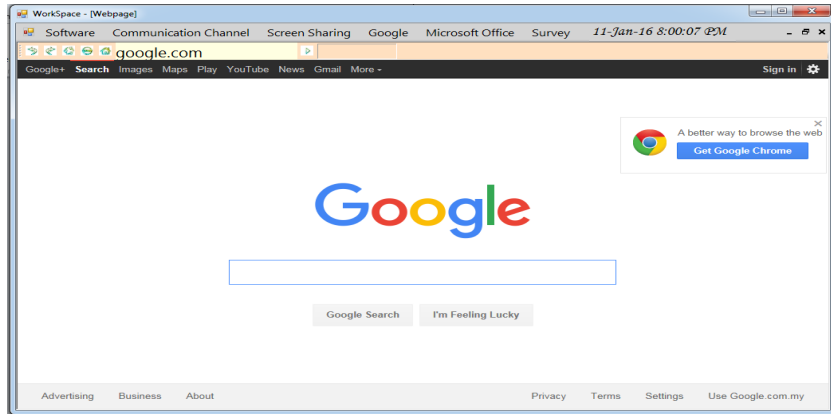 WorkSpace - [Webpage]
Software Communication Channel Screen Sharing Google Microsoft Office Survey 11-Jan-16 8:00:07 PM
google.com
Google+ Search Images Maps Play YouTube News Gmail More Sign in
A better way to browse the web
Get Google Chrome
Google
Google Search I'm Feeling Lucky
Advertising Business About Privacy Terms Settings Use Google.com.my